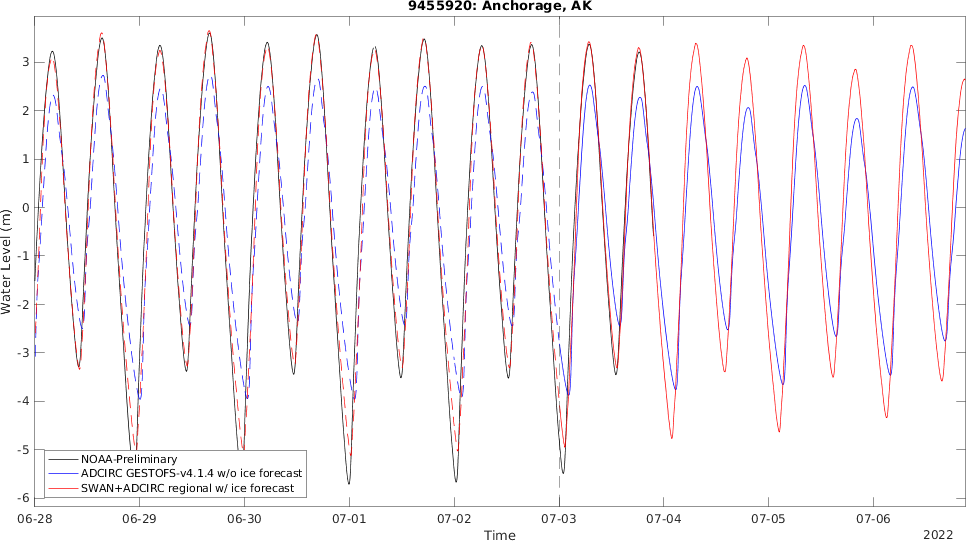 9455920: Anchorage, AK
Water Level (m)
3
2
1
0
-1
-2
-3
-4
-5
-6
NOAA-Preliminary
ADCIRC GESTOFS-v4.1.4 w/o ice forecast
SWAN+ADCIRC regional w/ ice forecast
06-28 06-29 06-30 07-01 07-02 07-03 07-04 07-05 07-06
Time
2022